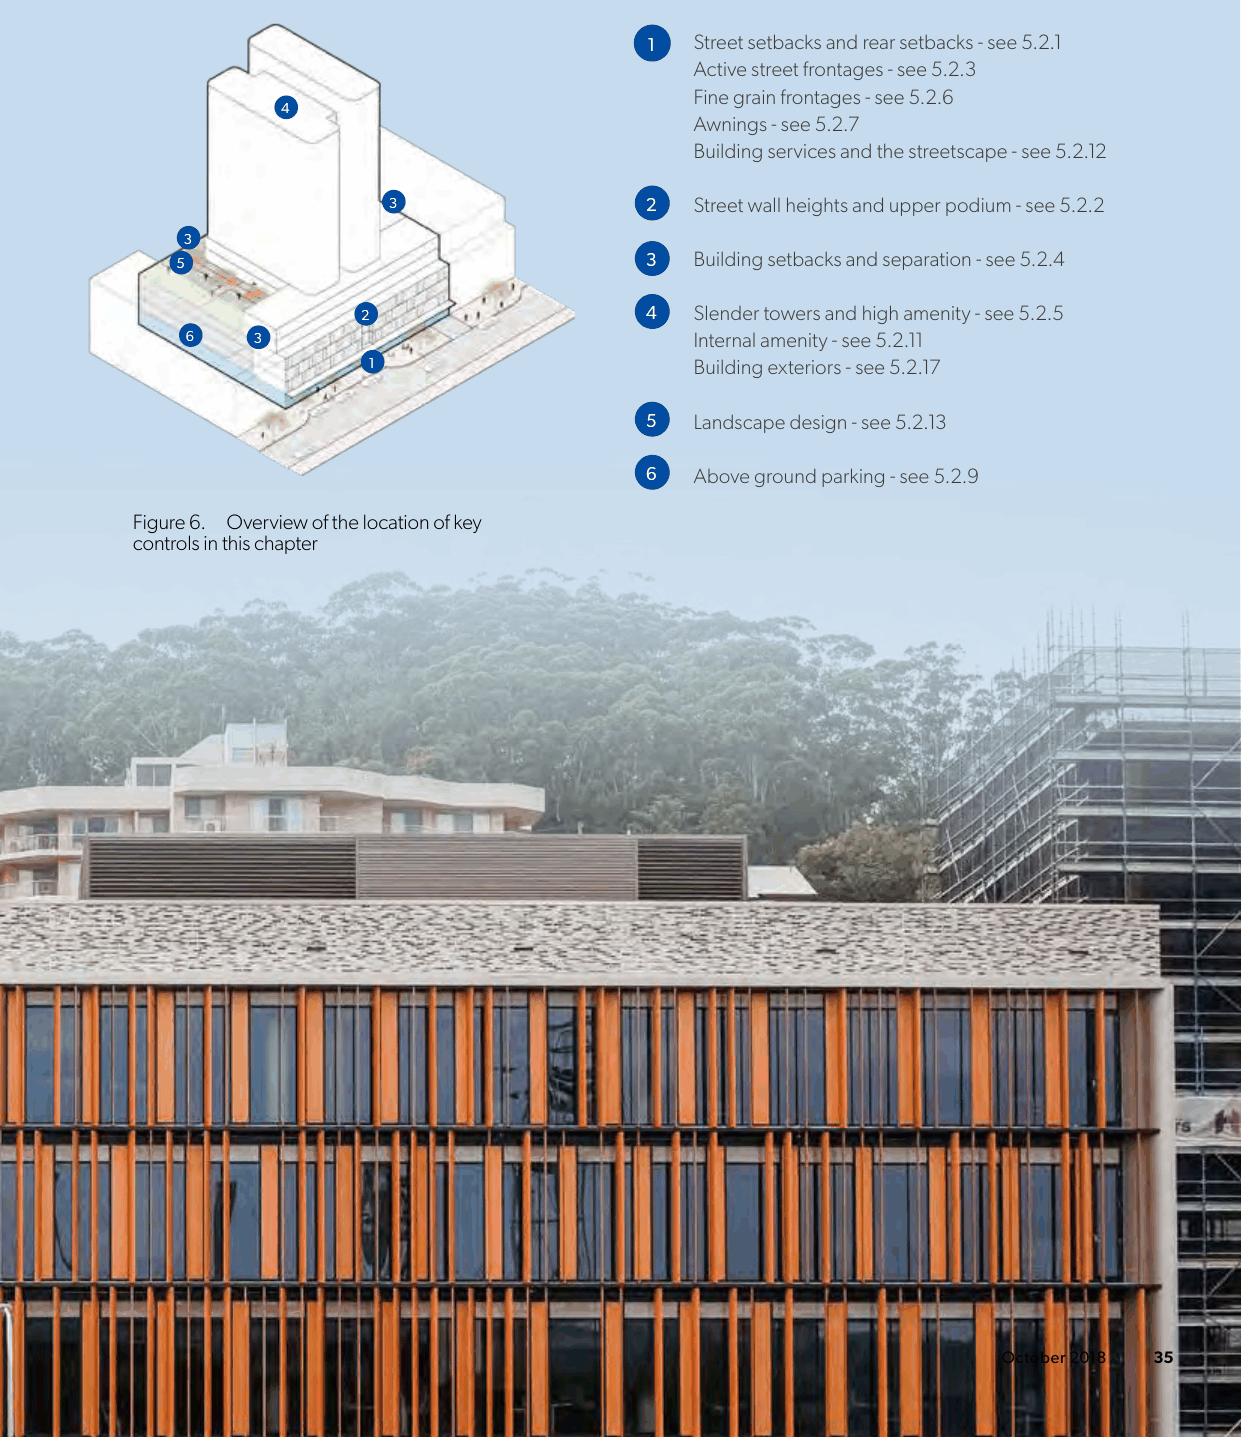 4
3
3
5
2
6
3
1
1 Street setbacks and rear setbacks - see 5.2.1
Active street frontages - see 5.2.3
Fine grain frontages - see 5.2.6
Awnings - see 5.2.7
Building services and the streetscape - see 5.2.12
2 Street wall heights and upper podium - see 5.2.2
3 Building setbacks and separation - see 5.2.4
4 Slender towers and high amenity - see 5.2.5
Internal amenity - see 5.2.11
Building exteriors - see 5.2.17
5 Landscape design - see 5.2.13
6 Above ground parking - see 5.2.9
Figure 6. Overview of the location of key
controls in this chapter
October 2018 35